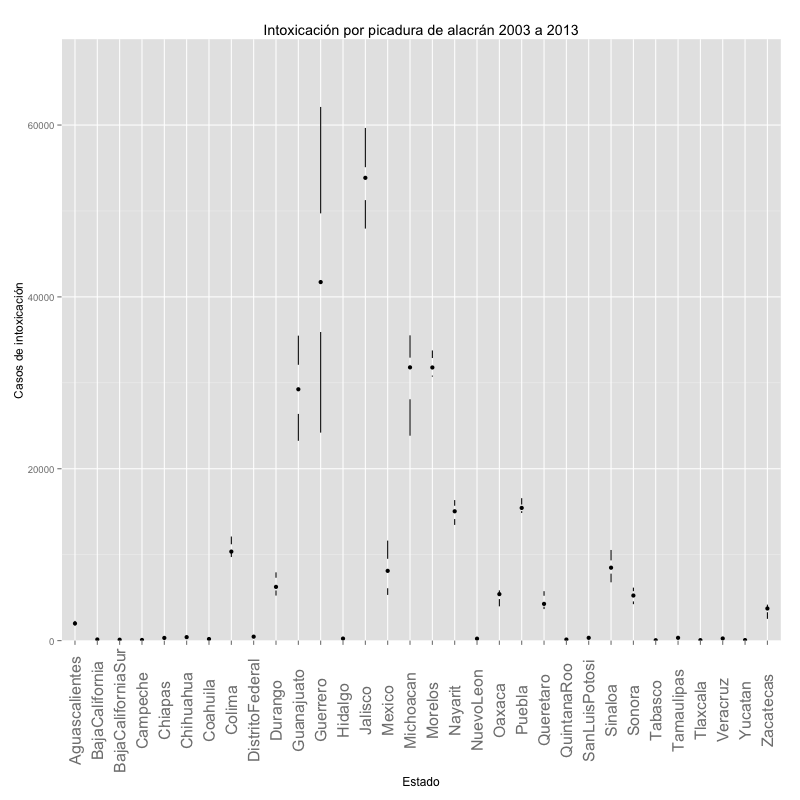 Intoxicación por picadura de alacrán 2003 a 2013
Casos de intoxicación
60000
40000
20000
0
Aguascalientes
BajaCalifornia
BajaCaliforniaSur
Campeche
Chiapas
Chihuahua
Coahuila
Colima
DistritoFederal
Durango
Guanajuato
Guerrero
Hidalgo
Jalisco
Mexico
Michoacan
Morelos
Nayarit
NuevoLeon
Oaxaca
Puebla
Queretaro
QuintanaRoo
SanLuisPotosi
Sinaloa
Sonora
Tabasco
Tamaulipas
Tlaxcala
Veracruz
Yucatan
Zacatecas
Estado